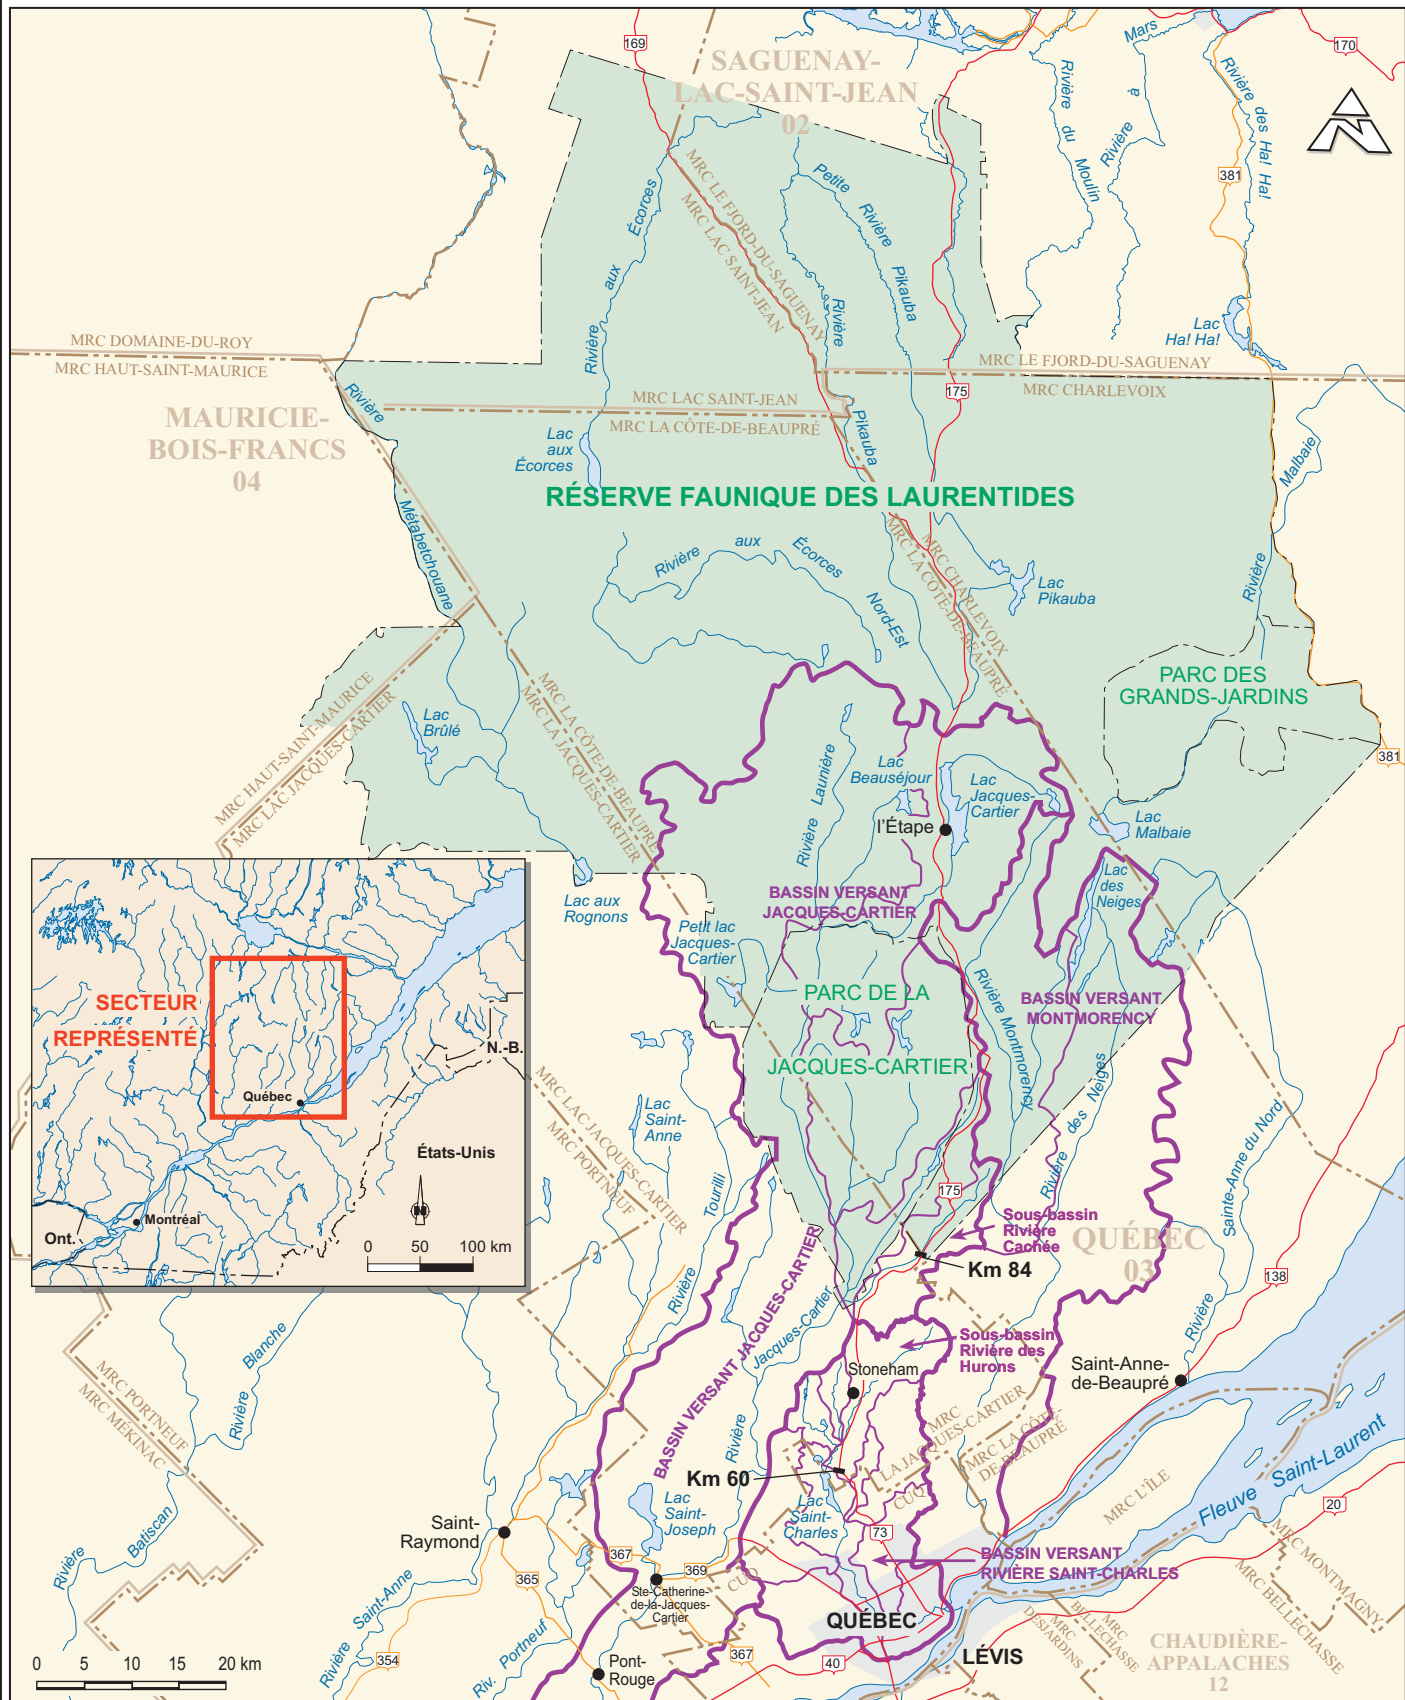 169
SAGUENAY-
LAC-SAINT-JEAN
02
Mars
à
Rivière
170
Rivière du Moulin
Rivière des Ha! Ha!
381
N
MRC LE FJORD-DU-SAGUENAY
MRC LAC SAINT-JEAN
Petite Rivière Pikauba
Rivière aux Écorces
Rivière
Pikauba
Lac
Ha! Ha!
MRC DOMAINE-DU-ROY
MRC HAUT-SAINT-MAURICE
MRC LE FJORD-DU-SAGUENAY
MRC CHARLEVOIX
175
MRC LAC SAINT-JEAN
MRC LA CÔTE-DE-BEAUPRÉ
MAURICIE-
BOIS-FRANCS
04
Rivière
Métabetchouane
Lac
aux
Écorces
RÉSERVE FAUNIQUE DES LAURENTIDES
Malbaie
Rivière
Rivière aux Écorces Nord-Est
MRC CHARLEVOIX
MRC LA CÔTE-DE-BEAUPRÉ
Lac
Pikauba
PARC DES
GRANDS-JARDINS
381
MRC HAUT-SAINT-MAURICE
MRC LAC JACQUES-CARTIER
Lac
Brûlé
MRC LA CÔTE-DE-BEAUPRÉ
MRC LA JACQUES-CARTIER
Rivière Launière
Lac
Beauséjour
Lac
Jacques-
Cartier
l'Étape
Lac
Malbaie
Lac
des
Neiges
Lac aux
Rognons
BASSIN VERSANT
JACQUES-CARTIER
Petit lac
Jacques-
Cartier
PARC DE LA
JACQUES-CARTIER
Rivière Montmorency
BASSIN VERSANT
MONTMORENCY
Rivière des Neiges
SECTEUR
REPRÉSENTÉ
Québec
N.-B.
États-Unis
N
Montréal
Ont.
0 50 100 km
MRC LAC JACQUES-CARTIER
MRC PORTNEUF
Lac
Saint-
Anne
Tourilli
Rivière
175
Sous-bassin
Rivière
Cachée
QUÉBEC
03
Km 84
Sainte-Anne du Nord
Rivière
138
BASSIN VERSANT JACQUES-CARTIER
Jacques-Cartier
Rivière
Sous-bassin
Rivière des
Hurons
Stoneham
Saint-Anne-
de-Beaupré
Rivière Blanche
MRC PORTNEUF
MRC MÉKINAC
MRC
LA JACQUES-CARTIER
CUQ
MRC LA CÔTE-
DE-BEAUPRÉ
Km 60
MRC L'ÎLE
Fleuve Saint-Laurent
20
Rivière Batiscan
Saint-
Raymond
Lac
Saint-
Joseph
Lac
Saint-
Charles
73
367
369
CUQ
BASSIN VERSANT
RIVIÈRE SAINT-CHARLES
MRC MONTMAGNY
MRC BELLECHASSE
365
Ste-Catherine-
de-la-Jacques-
Cartier
Rivière Saint-Anne
Riv. Portneuf
QUÉBEC
LÉVIS
MRC
DESJARDINS
MRC
BELLECHASSE
CHAUDIÈRE-
APPALACHES
12
354
Pont-
Rouge
367
40
0 5 10 15 20 km